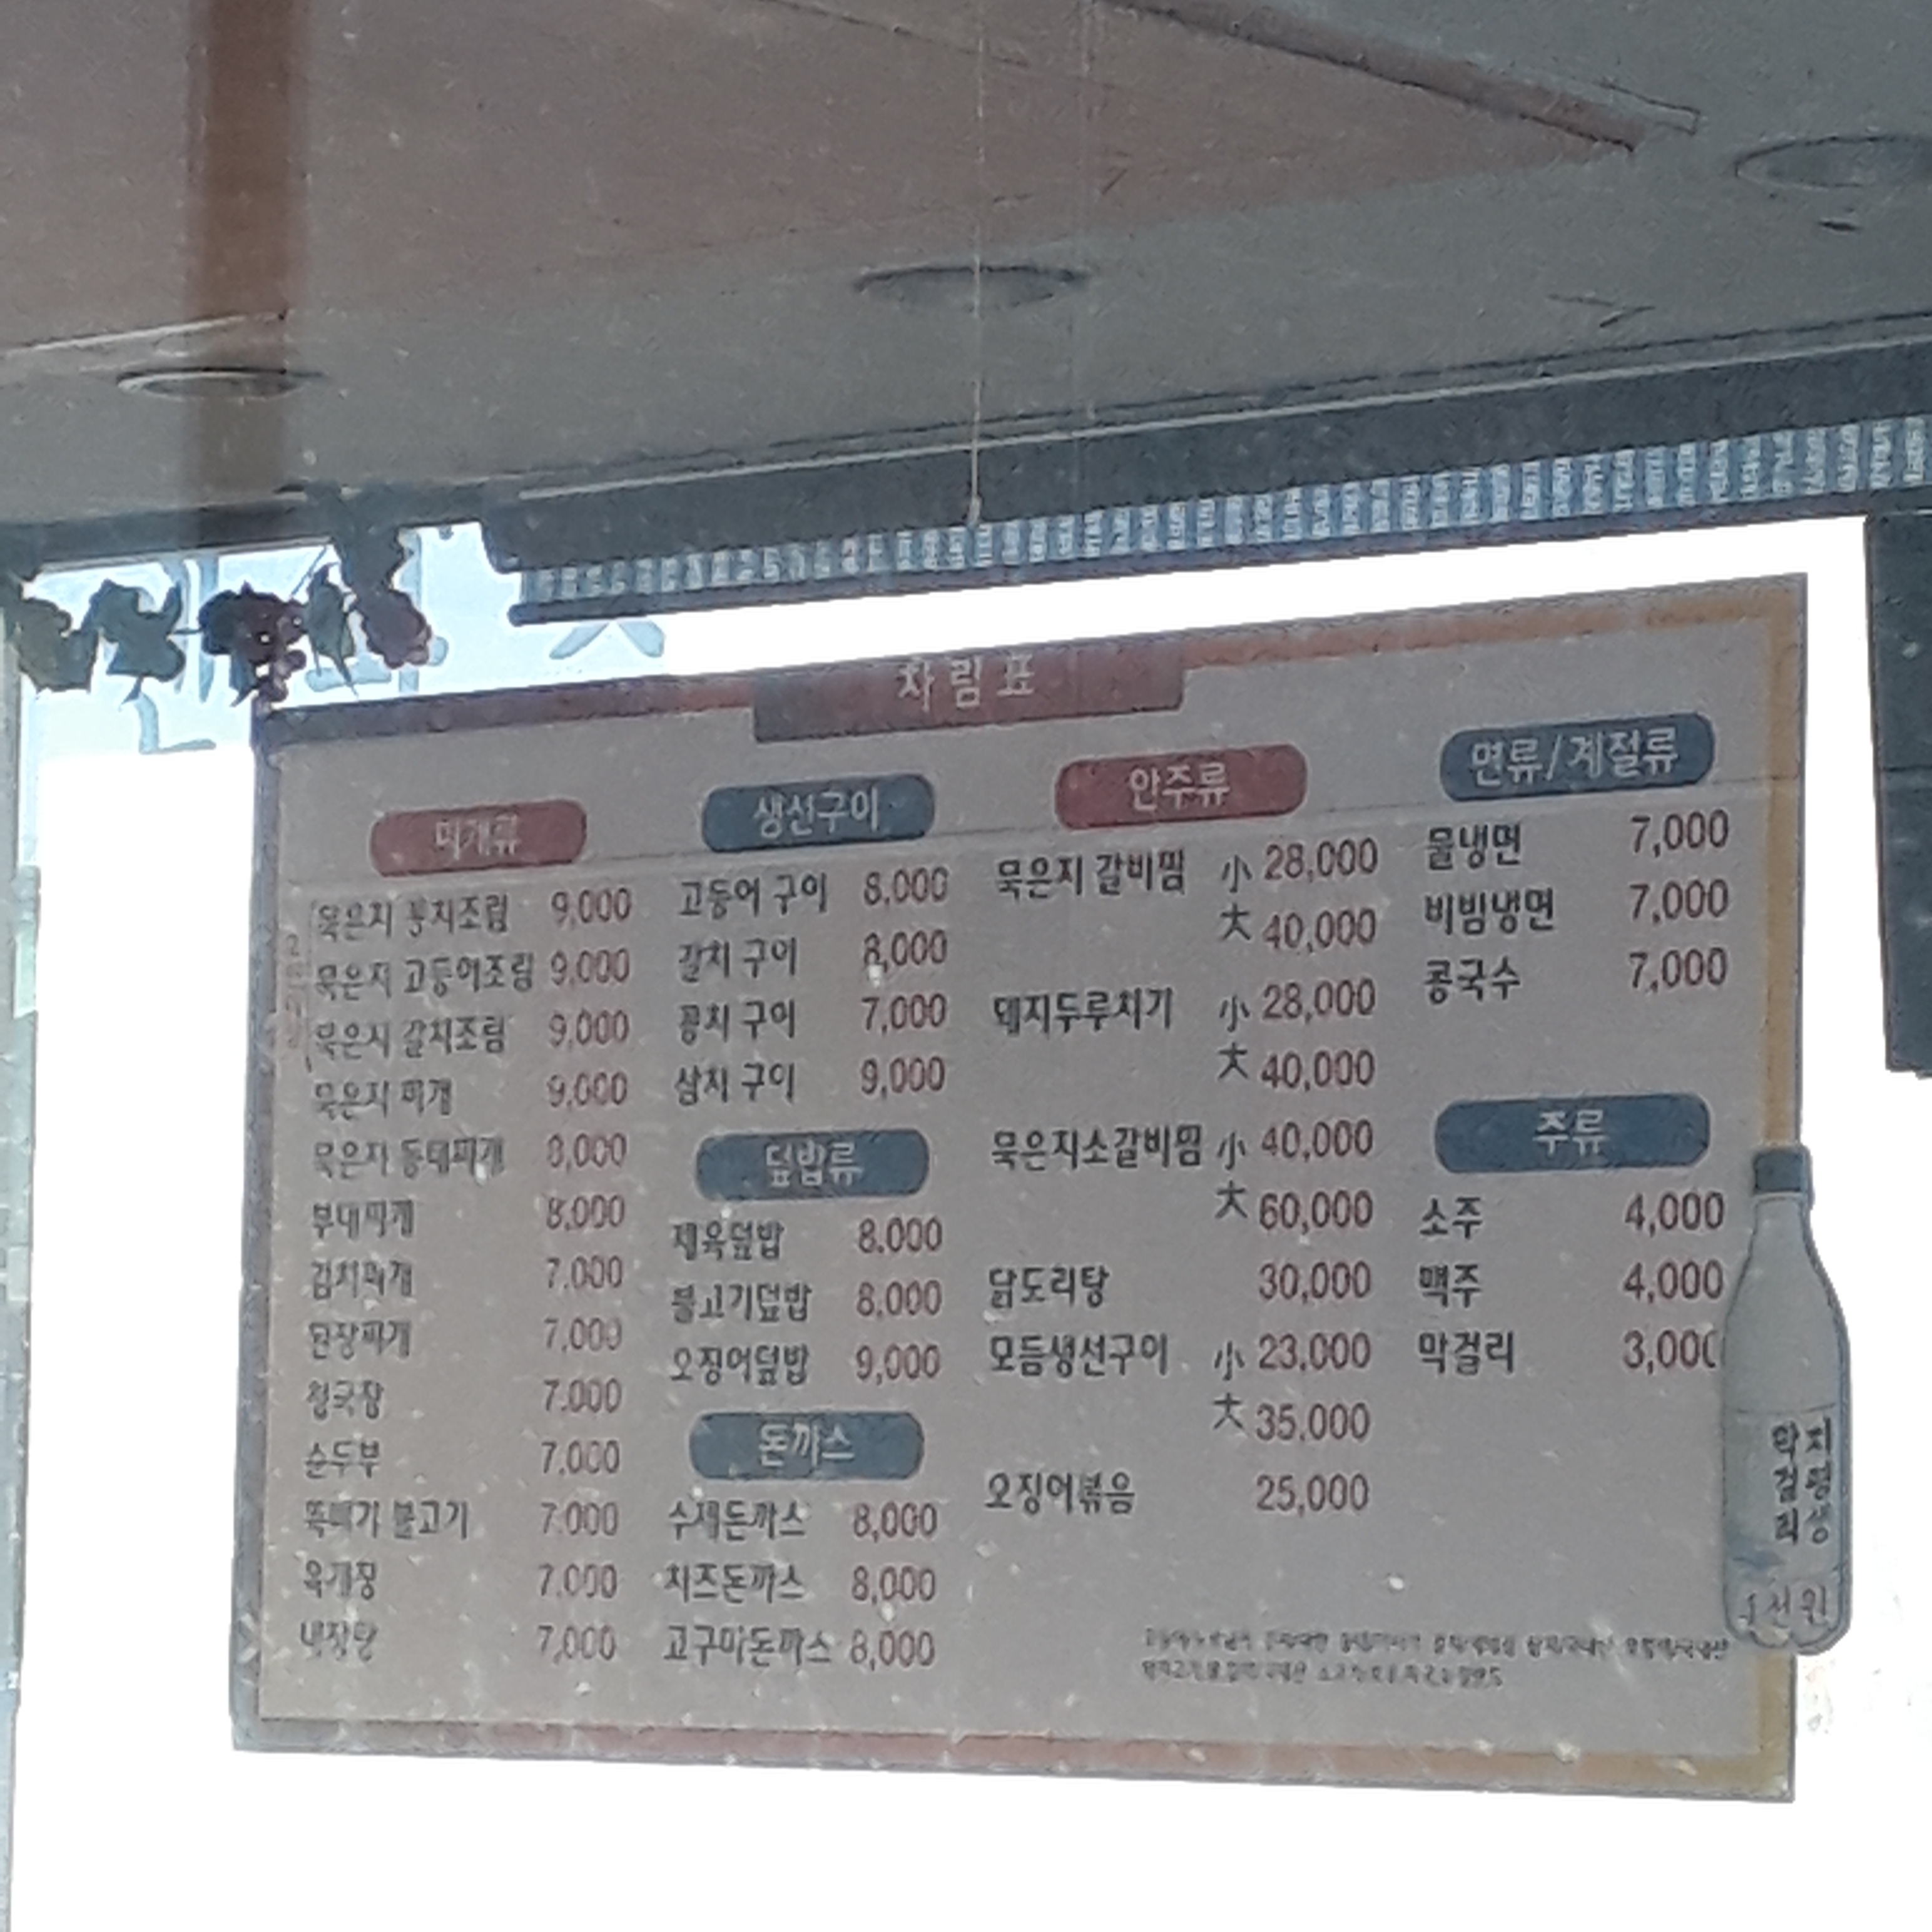 차림표
찌개류
묵은지 꽁치조림 9,000
묵은지 고등어조림 9,000
묵은지 갈치조림 9,000
묵은지 찌개 9,000
묵은지 동태찌개 8,000
부대찌개 8,000
김치찌개 7,000
된장찌개 7,000
청국장 7,000
순두부 7,000
뚝빼기 불고기 7,000
육개장 7,000
내장탕 7,000
생선구이
고등어 구이 8,000
갈치 구이 8,000
꽁치 구이 7,000
삼치 구이 9,000
덮밥류
제육덮밥 8,000
불고기덮밥 8,000
오징어덮밥 9,000
돈까스
수제돈까스 8,000
치즈돈까스 8,000
고구마돈까스 8,000
안주류
묵은지 갈비찜 小 28,000
大 40,000
돼지두루치기 小 28,000
大 40,000
묵은지소갈비찜 小 40,000
大 60,000
닭도리탕 30,000
모듬생선구이 小 23,000
大 35,000
오징어볶음 25,000
면류/계절류
물냉면 7,000
비빔냉면 7,000
콩국수 7,000
주류
소주 4,000
맥주 4,000
막걸리 3,000
지평생
막걸리